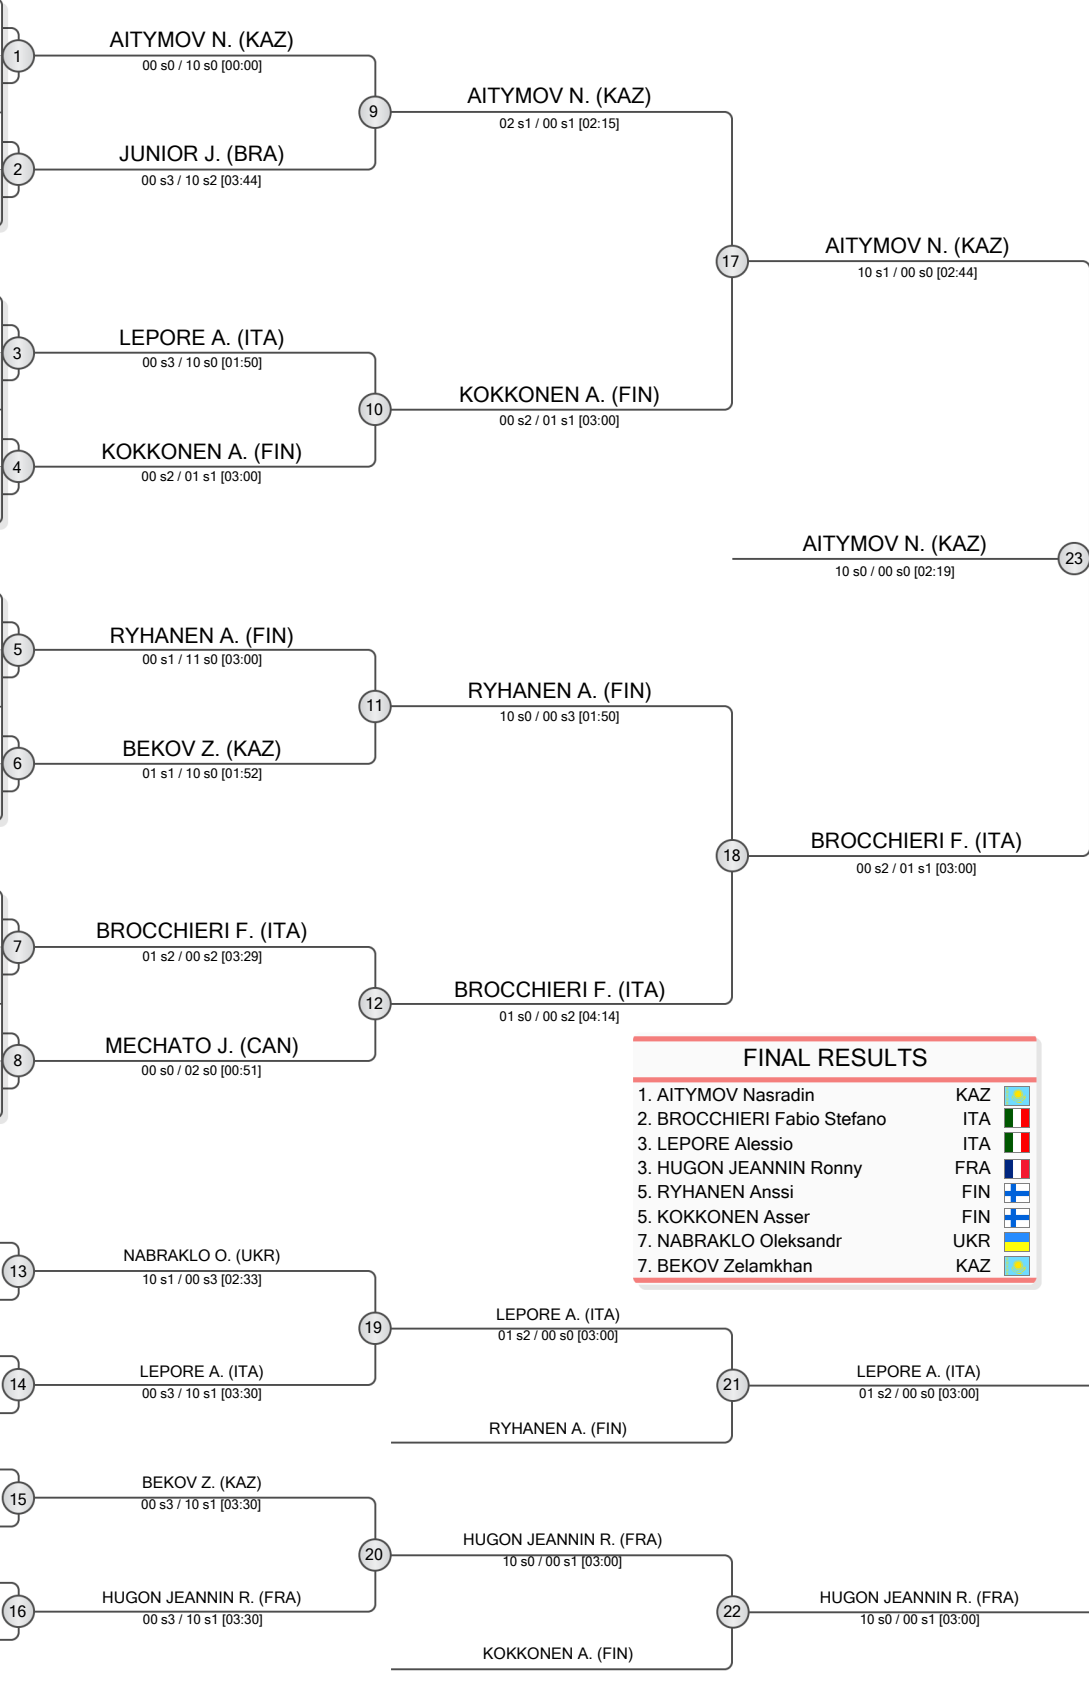 1
AITYMOV N. (KAZ)
00 s0 / 10 s0 [00:00]
9
AITYMOV N. (KAZ)
02 s1 / 00 s1 [02:15]
2
JUNIOR J. (BRA)
00 s3 / 10 s2 [03:44]
17
AITYMOV N. (KAZ)
10 s1 / 00 s0 [02:44]
3
LEPORE A. (ITA)
00 s3 / 10 s0 [01:50]
10
KOKKONEN A. (FIN)
00 s2 / 01 s1 [03:00]
4
KOKKONEN A. (FIN)
00 s2 / 01 s1 [03:00]
AITYMOV N. (KAZ)
10 s0 / 00 s0 [02:19]
23
5
RYHANEN A. (FIN)
00 s1 / 11 s0 [03:00]
11
RYHANEN A. (FIN)
10 s0 / 00 s3 [01:50]
6
BEKOV Z. (KAZ)
01 s1 / 10 s0 [01:52]
18
BROCCHIERI F. (ITA)
00 s2 / 01 s1 [03:00]
7
BROCCHIERI F. (ITA)
01 s2 / 00 s2 [03:29]
12
BROCCHIERI F. (ITA)
01 s0 / 00 s2 [04:14]
8
MECHATO J. (CAN)
00 s0 / 02 s0 [00:51]
FINAL RESULTS
1. AITYMOV Nasradin KAZ
2. BROCCHIERI Fabio Stefano ITA
3. LEPORE Alessio ITA
3. HUGON JEANNIN Ronny FRA
5. RYHANEN Anssi FIN
5. KOKKONEN Asser FIN
7. NABRAKLO Oleksandr UKR
7. BEKOV Zelamkhan KAZ
13
NABRAKLO O. (UKR)
10 s1 / 00 s3 [02:33]
19
LEPORE A. (ITA)
01 s2 / 00 s0 [03:00]
14
LEPORE A. (ITA)
00 s3 / 10 s1 [03:30]
21
LEPORE A. (ITA)
01 s2 / 00 s0 [03:00]
RYHANEN A. (FIN)
15
BEKOV Z. (KAZ)
00 s3 / 10 s1 [03:30]
20
HUGON JEANNIN R. (FRA)
10 s0 / 00 s1 [03:00]
16
HUGON JEANNIN R. (FRA)
00 s3 / 10 s1 [03:30]
22
HUGON JEANNIN R. (FRA)
10 s0 / 00 s1 [03:00]
KOKKONEN A. (FIN)